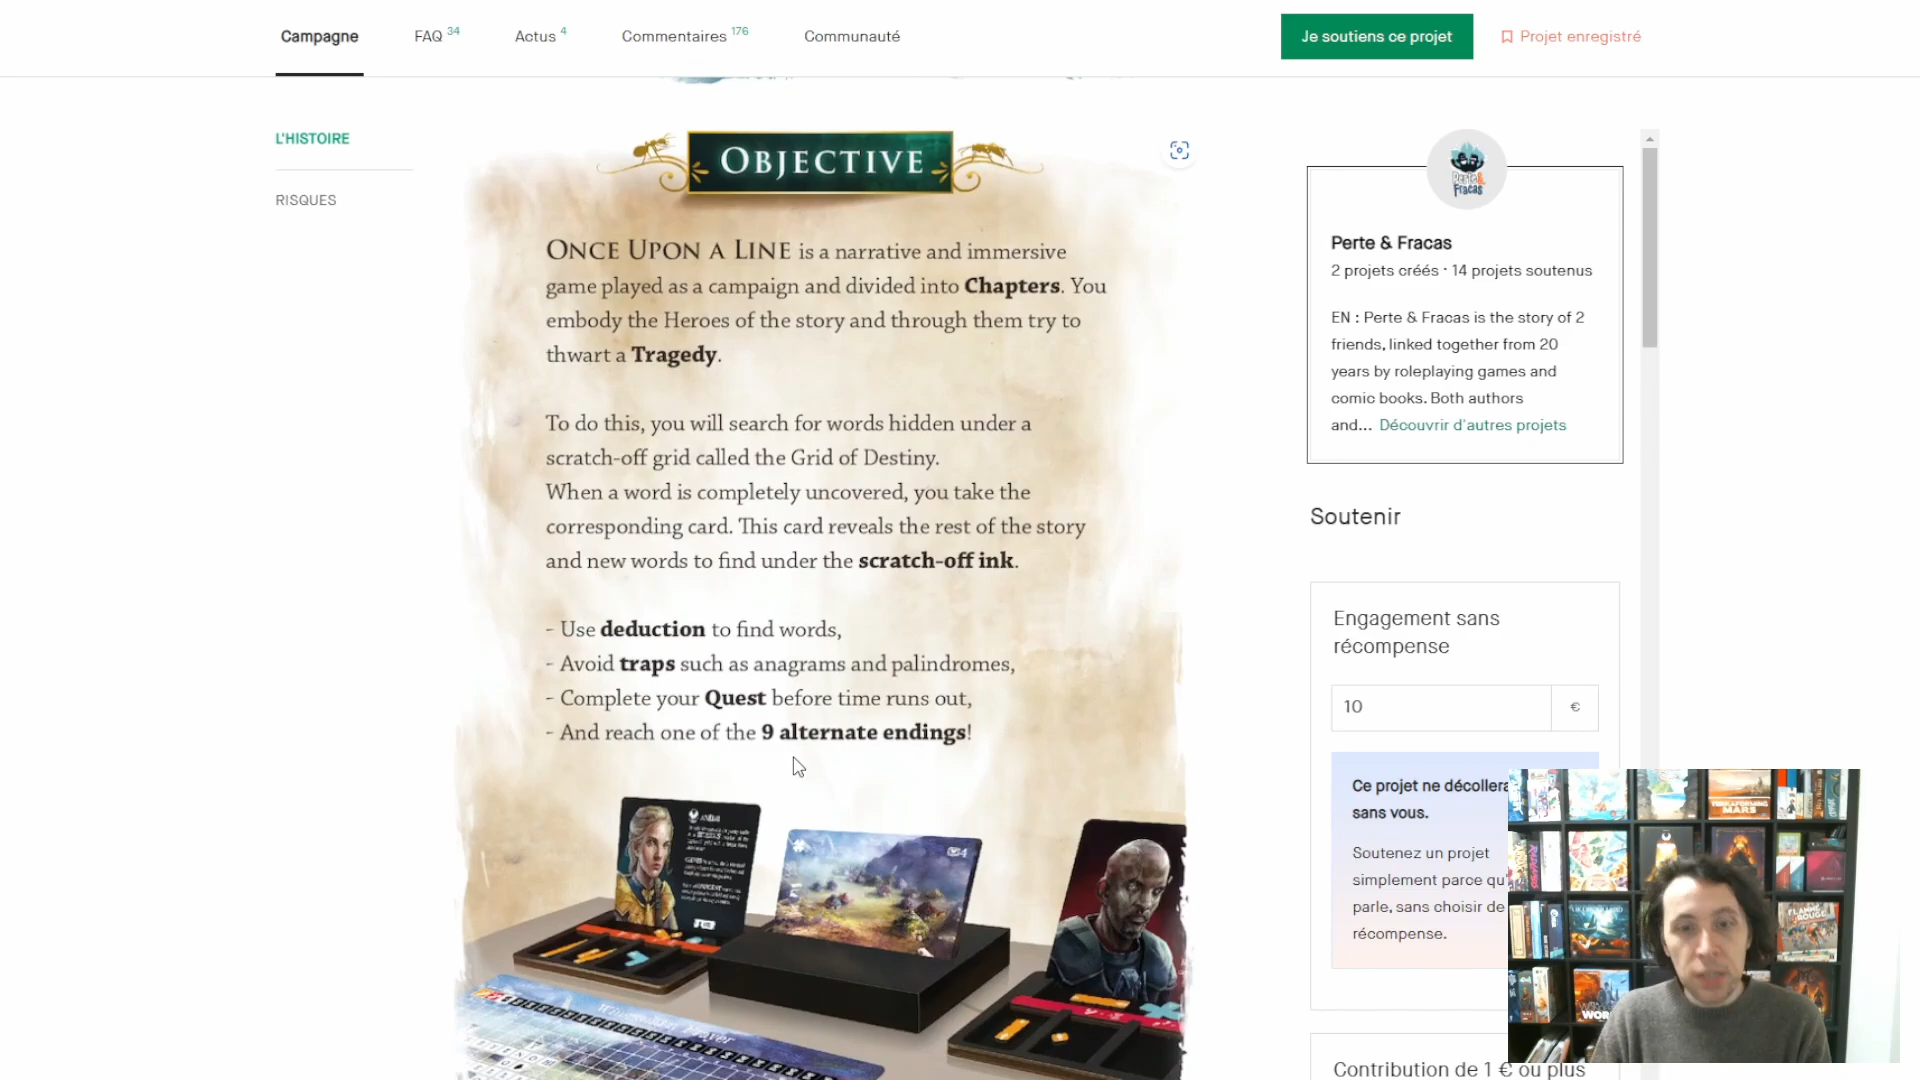 Campagne
FAQ 34
Actus 4
Commentaires 176
Communauté
Je soutiens ce projet
Projet enregistré
L'HISTOIRE
RISQUES
OBJECTIVE
ONCE UPON A LINE is a narrative and immersive
game played as a campaign and divided into Chapters. You
embody the Heroes of the story and through them try to
thwart a Tragedy.
To do this, you will search for words hidden under a
scratch-off grid called the Grid of Destiny.
When a word is completely uncovered, you take the
corresponding card. This card reveals the rest of the story
and new words to find under the scratch-off ink.
- Use deduction to find words,
- Avoid traps such as anagrams and palindromes,
- Complete your Quest before time runs out,
- And reach one of the 9 alternate endings!
Perte & Fracas
Perte & Fracas
2 projets créés · 14 projets soutenus
EN : Perte & Fracas is the story of 2
friends, linked together from 20
years by roleplaying games and
comic books. Both authors
and... Découvrir d'autres projets
Soutenir
Engagement sans
récompense
10 €
Ce projet ne décollera
sans vous.
Soutenez un projet
simplement parce qu'
parle, sans choisir de
récompense.
Contribution de 1 € ou plus
TERRAFORMING
MARS
FLAMME
ROUGE
WOR